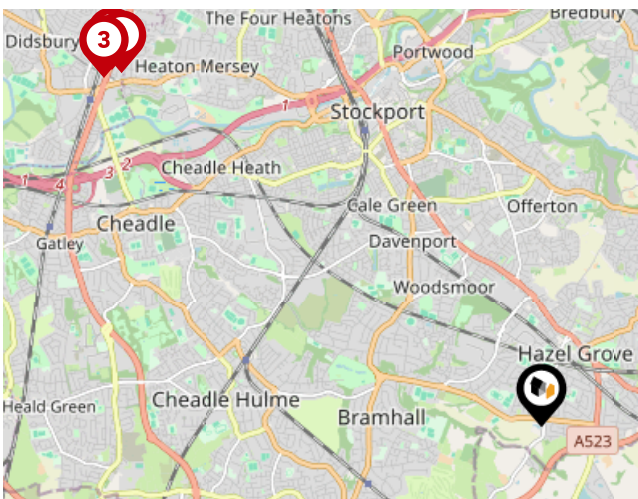 The Four Heatons
Bredbury
Didsbury
3
Heaton Mersey
Portwood
1
Stockport
2
3
Cheadle Heath
1
4
Cale Green
Offerton
Cheadle
Gatley
Davenport
Woodsmoor
Hazel Grove
Cheadle Hulme
Heald Green
Bramhall
A523